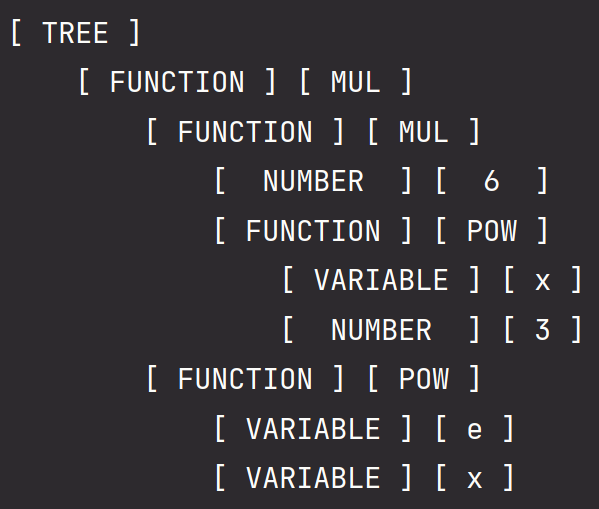 [ TREE ]
[ FUNCTION ] [ MUL ]
[ FUNCTION ] [ MUL ]
[ NUMBER ] [ 6 ]
[ FUNCTION ] [ POW ]
[ VARIABLE ] [ x ]
[ NUMBER ] [ 3 ]
[ FUNCTION ] [ POW ]
[ VARIABLE ] [ e ]
[ VARIABLE ] [ x ]